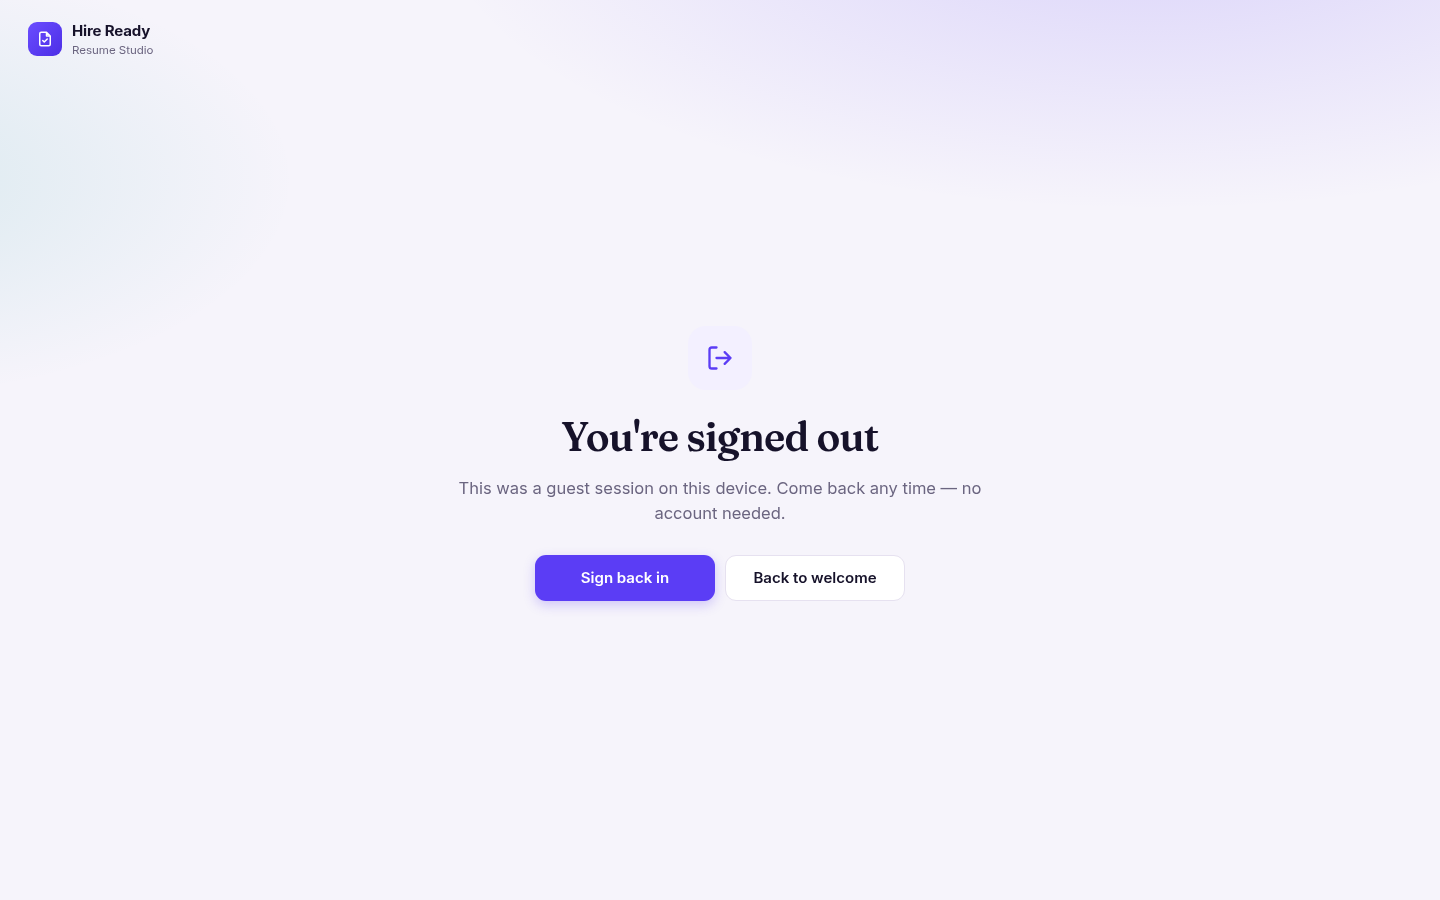 Hire Ready
Resume Studio
You're signed out
This was a guest session on this device. Come back any time — no
account needed.
Sign back in
Back to welcome